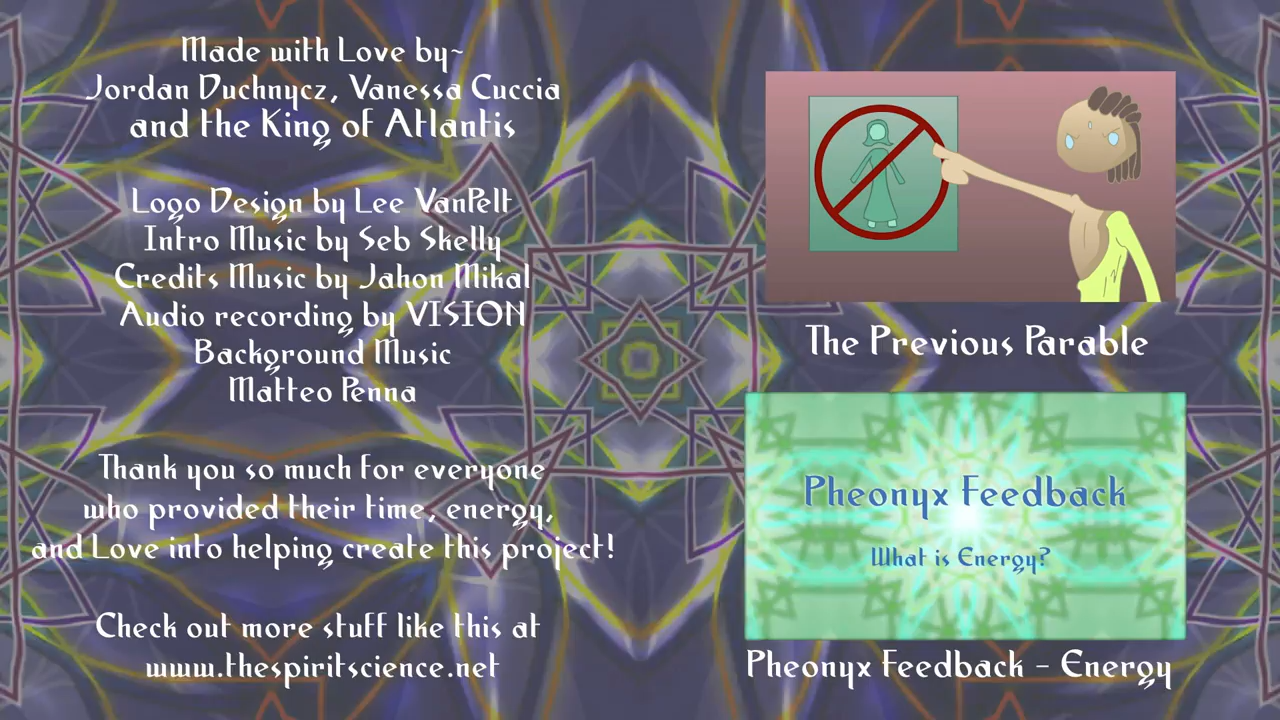 Made with Love by~
Jordan Duchnycz, Vanessa Cuccia
and the King of Atlantis
Logo Design by Lee VanPelt
Intro Music by Seb Skelly
Credits Music by Jahon Mikal
Audio recording by VISION
Background Music
Matteo Penna
Thank you so much for everyone
who provided their time, energy,
and Love into helping create this project!
Check out more stuff like this at
www.thespiritscience.net
The Previous Parable
Pheonyx Feedback
What is Energy?
Pheonyx Feedback - Energy